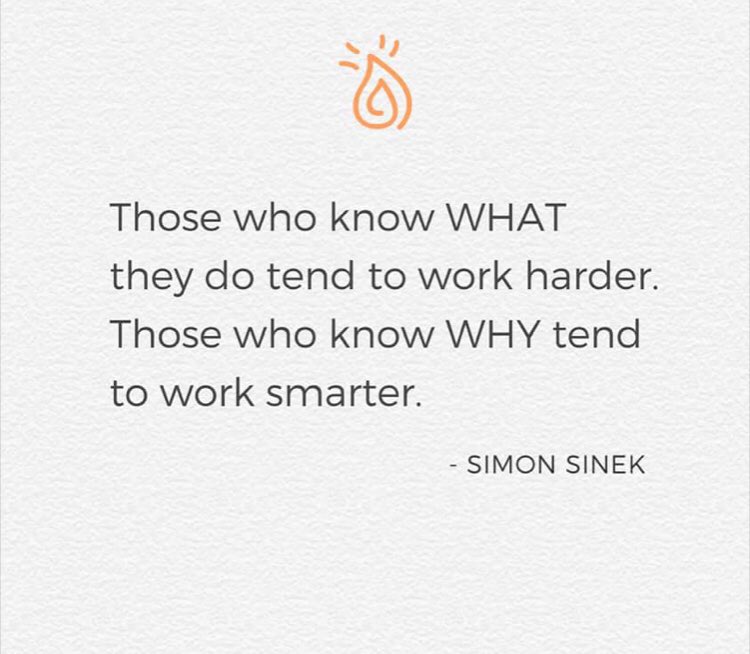 Those who know WHAT
they do tend to work harder.
Those who know WHY tend
to work smarter.
- SIMON SINEK